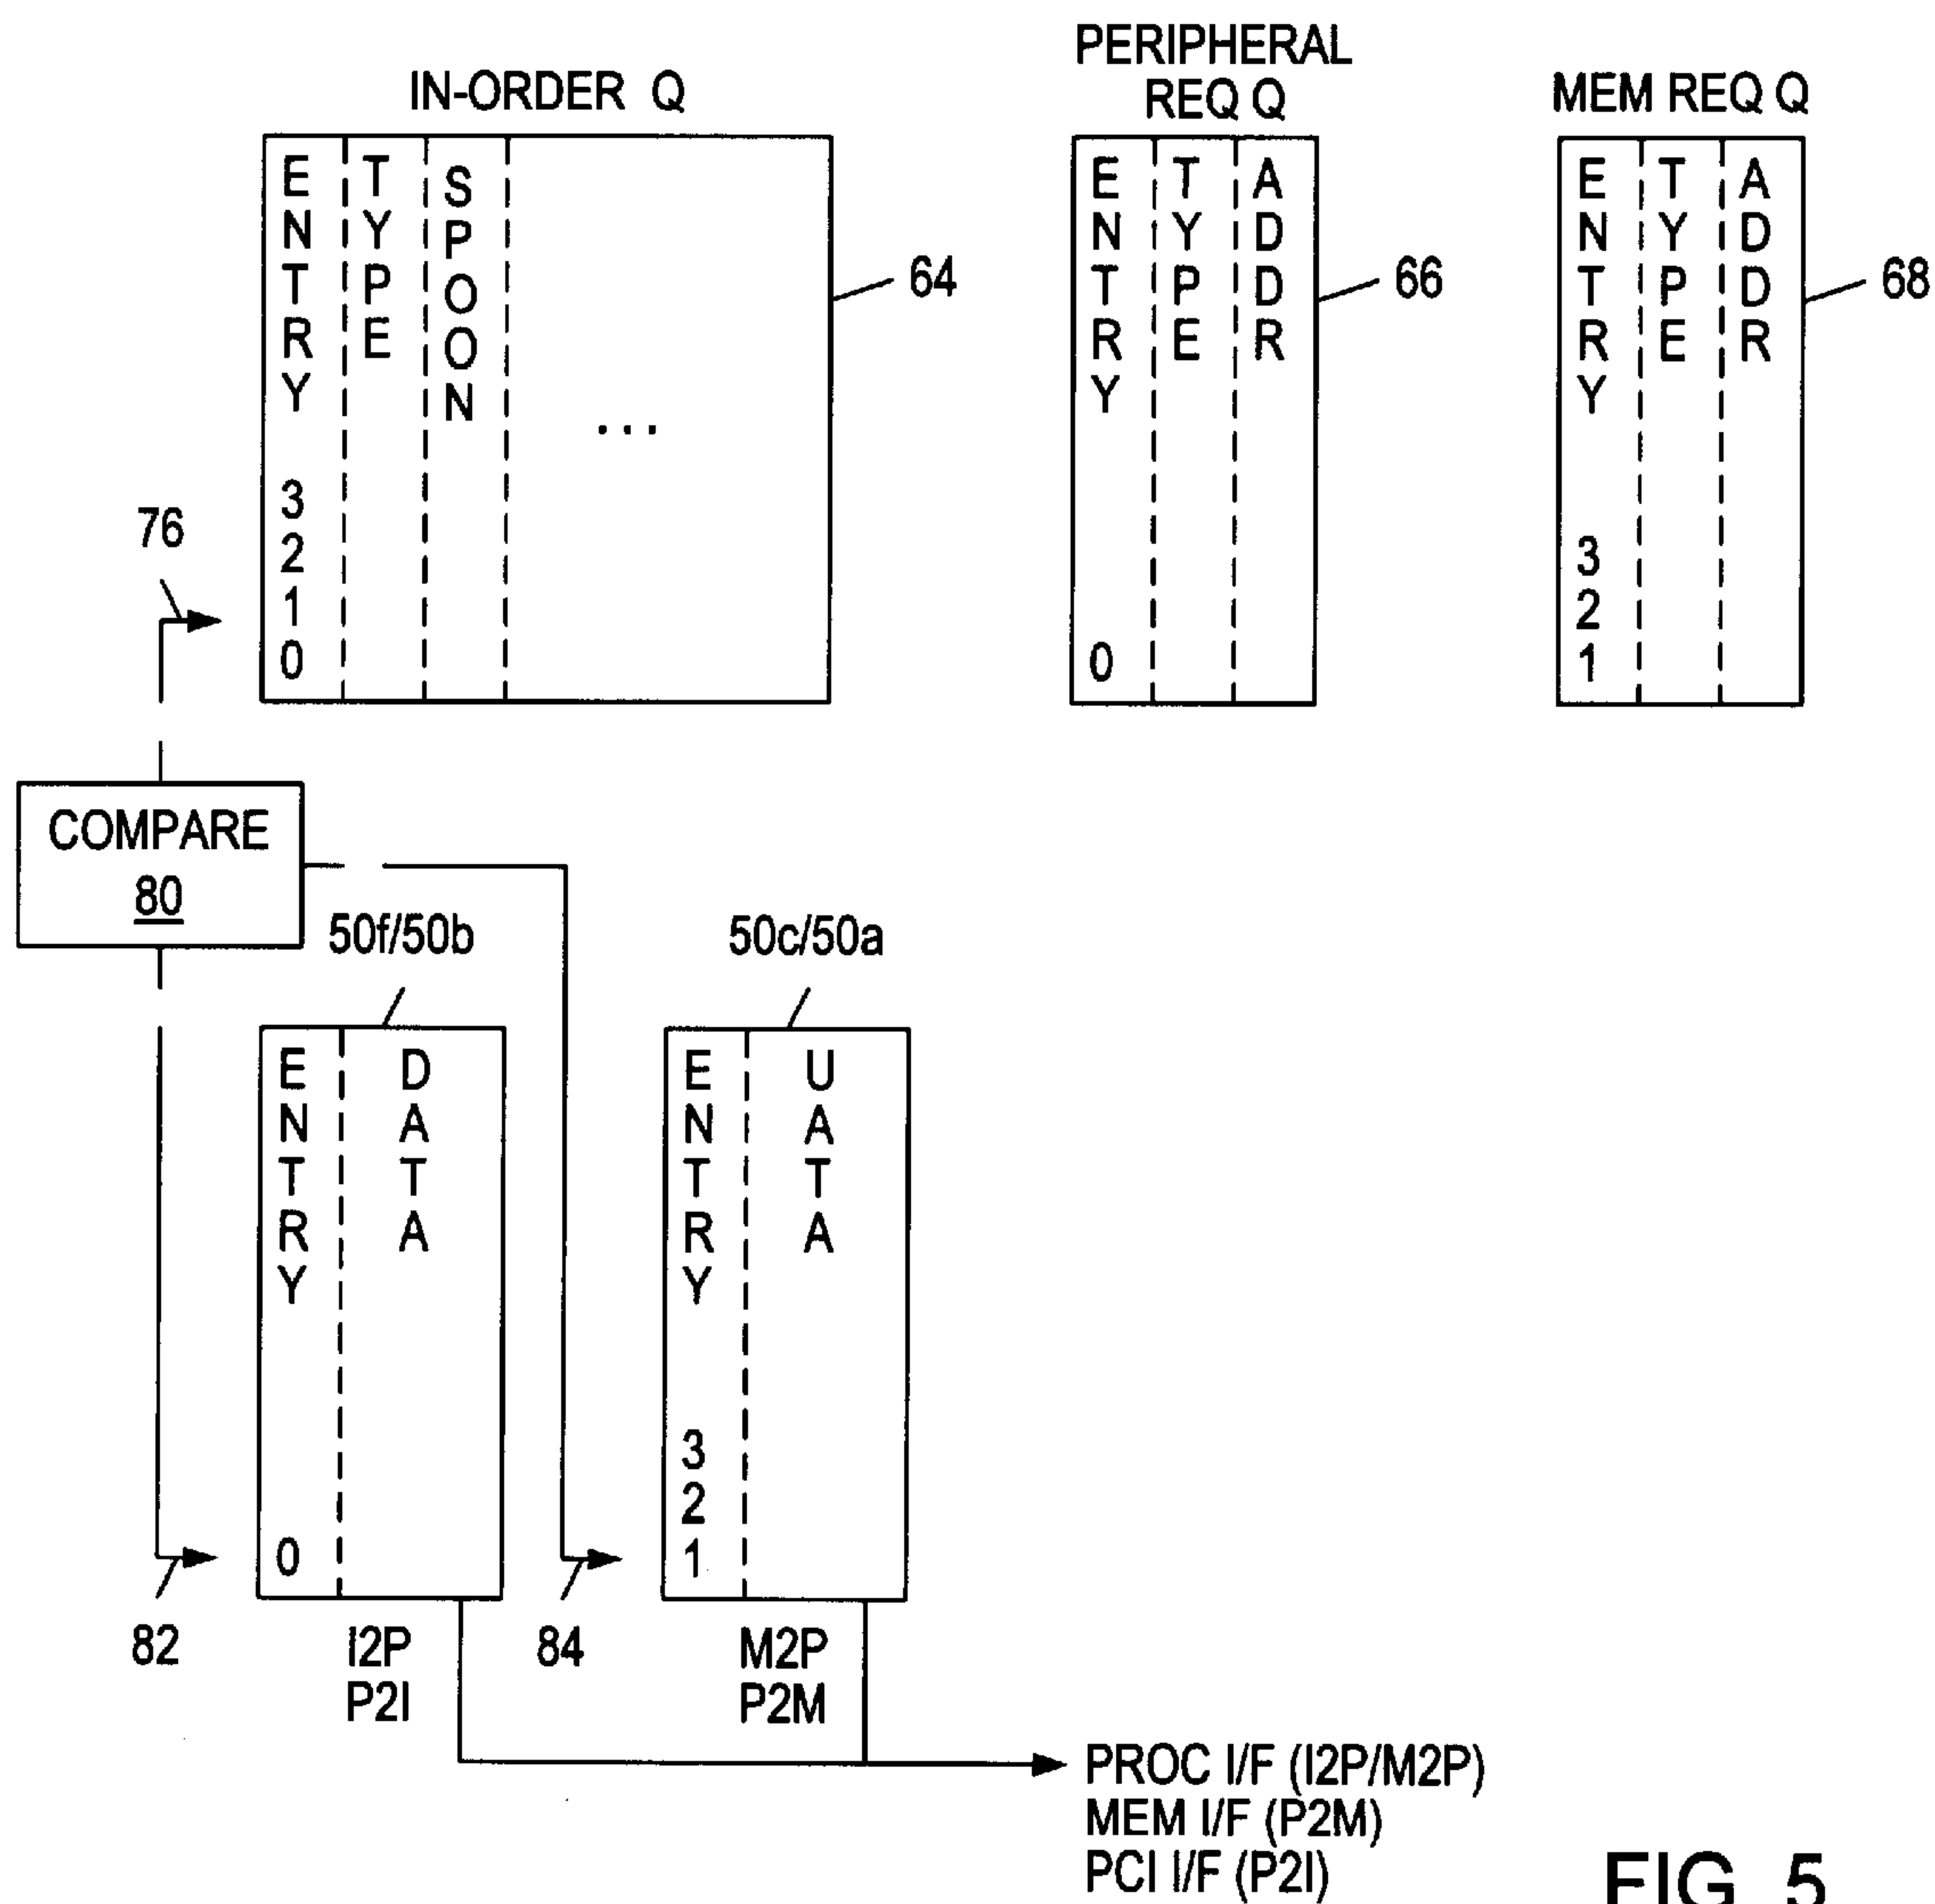 IN-ORDER Q
PERIPHERAL
REQ Q
MEM REQ Q
ENTRY
3
2
1
0
TYPE
SPOON
...
64
ENTRY
0
TYPE
ADDR
66
ENTRY
3
2
1
TYPE
ADDR
68
76
COMPARE
80
50f/50b
50c/50a
ENTRY
0
DATA
ENTRY
3
2
1
UATA
82
I2P
P2I
84
M2P
P2M
PROC I/F (I2P/M2P)
MEM I/F (P2M)
PCI I/F (P2I)
FIG. 5